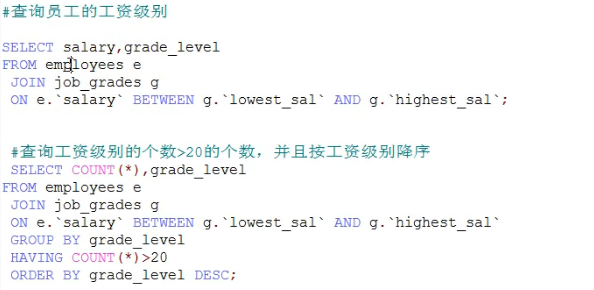 #查询员工的工资级别
SELECT salary,grade_level
FROM employees e
JOIN job_grades g
ON e.`salary` BETWEEN g.`lowest_sal` AND g.`highest_sal`;
#查询工资级别的个数>20的个数，并且按工资级别降序
SELECT COUNT(*),grade_level
FROM employees e
JOIN job_grades g
ON e.`salary` BETWEEN g.`lowest_sal` AND g.`highest_sal`
GROUP BY grade_level
HAVING COUNT(*)>20
ORDER BY grade_level DESC;